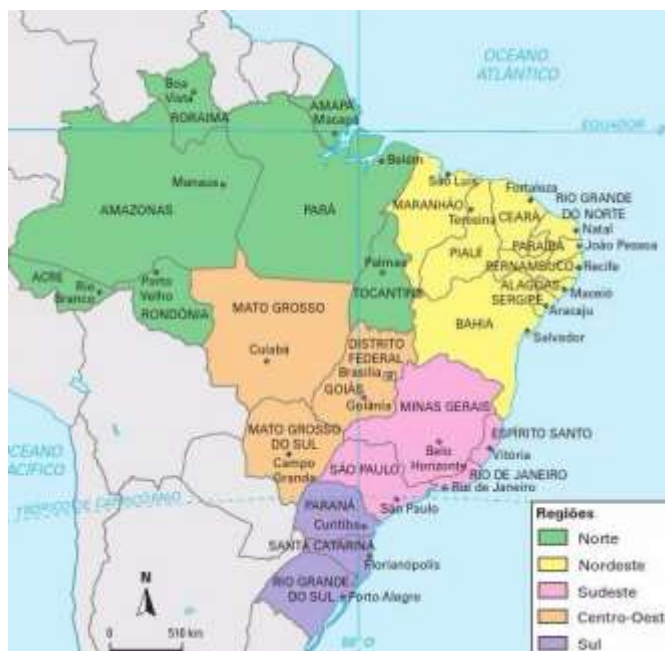 OCEANO
ATLÂNTICO
Boa
Vista
RORAIMA
AMAPÁ
Macapá
EQUADOR
Belém
Manaus
AMAZONAS
PARÁ
São Luís
MARANHÃO
Teresina
Fortaleza
CEARÁ
RIO GRANDE
DO NORTE
Natal
PARAÍBA
João Pessoa
PIAUÍ
PERNAMBUCO
Recife
ALAGOAS
Maceió
SERGIPE
Aracaju
Palmas
TOCANTINS
ACRE
Rio
Branco
Porto
Velho
RONDÔNIA
MATO GROSSO
Cuiabá
BAHIA
Salvador
DISTRITO
FEDERAL
Brasília
GOIÁS
Goiânia
MINAS GERAIS
Belo
Horizonte
ESPÍRITO SANTO
Vitória
MATO GROSSO
DO SUL
Campo
Grande
SÃO PAULO
São Paulo
RIO DE JANEIRO
Rio de Janeiro
OCEANO
PACÍFICO
TRÓPICO DE CAPRICÓRNIO
PARANÁ
Curitiba
SANTA CATARINA
Florianópolis
RIO GRANDE
DO SUL
Porto Alegre
N
0 510 km
Regiões
Norte
Nordeste
Sudeste
Centro-Oest
Sul